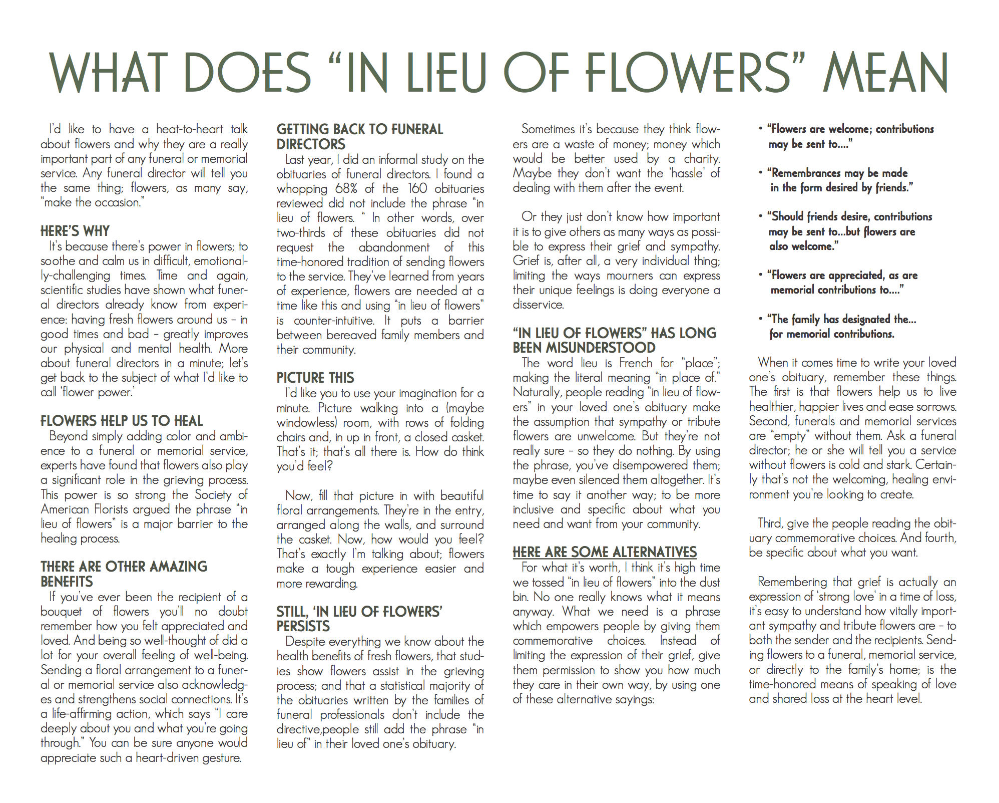 WHAT DOES “IN LIEU OF FLOWERS” MEAN
I’d like to have a heat-to-heart talk
about flowers and why they are a really
important part of any funeral or memorial
service. Any funeral director will tell you
the same thing; flowers, as many say,
“make the occasion.”
HERE’S WHY
It’s because there’s power in flowers; to
soothe and calm us in difficult, emotional-
ly-challenging times. Time and again,
scientific studies have shown what funer-
al directors already know from experi-
ence: having fresh flowers around us – in
good times and bad – greatly improves
our physical and mental health. More
about funeral directors in a minute; let’s
get back to the subject of what I’d like to
call ‘flower power.’
FLOWERS HELP US TO HEAL
Beyond simply adding color and ambi-
ence to a funeral or memorial service,
experts have found that flowers also play
a significant role in the grieving process.
This power is so strong the Society of
American Florists argued the phrase “in
lieu of flowers” is a major barrier to the
healing process.
THERE ARE OTHER AMAZING
BENEFITS
If you’ve ever been the recipient of a
bouquet of flowers you’ll no doubt
remember how you felt appreciated and
loved. And being so well-thought of did a
lot for your overall feeling of well-being.
Sending a floral arrangement to a funer-
al or memorial service also acknowledg-
es and strengthens social connections. It’s
a life-affirming action, which says “I care
deeply about you and what you’re going
through.” You can be sure anyone would
appreciate such a heart-driven gesture.
GETTING BACK TO FUNERAL
DIRECTORS
Last year, I did an informal study on the
obituaries of funeral directors. I found a
whopping 68% of the 160 obituaries
reviewed did not include the phrase “in
lieu of flowers. “ In other words, over
two-thirds of these obituaries did not
request the abandonment of this
time-honored tradition of sending flowers
to the service. They’ve learned from years
of experience, flowers are needed at a
time like this and using “in lieu of flowers”
is counter-intuitive. It puts a barrier
between bereaved family members and
their community.
PICTURE THIS
I’d like you to use your imagination for a
minute. Picture walking into a (maybe
windowless) room, with rows of folding
chairs and, in up in front, a closed casket.
That’s it; that’s all there is. How do think
you’d feel?
Now, fill that picture in with beautiful
floral arrangements. They’re in the entry,
arranged along the walls, and surround
the casket. Now, how would you feel?
That’s exactly I’m talking about; flowers
make a tough experience easier and
more rewarding.
STILL, ‘IN LIEU OF FLOWERS’
PERSISTS
Despite everything we know about the
health benefits of fresh flowers, that stud-
ies show flowers assist in the grieving
process; and that a statistical majority of
the obituaries written by the families of
funeral professionals don’t include the
directive,people still add the phrase “in
lieu of” in their loved one’s obituary.
Sometimes it’s because they think flow-
ers are a waste of money; money which
would be better used by a charity.
Maybe they don’t want the ‘hassle’ of
dealing with them after the event.
Or they just don’t know how important
it is to give others as many ways as possi-
ble to express their grief and sympathy.
Grief is, after all, a very individual thing;
limiting the ways mourners can express
their unique feelings is doing everyone a
disservice.
“IN LIEU OF FLOWERS” HAS LONG
BEEN MISUNDERSTOOD
The word lieu is French for “place”;
making the literal meaning “in place of.”
Naturally, people reading “in lieu of flow-
ers” in your loved one’s obituary make
the assumption that sympathy or tribute
flowers are unwelcome. But they’re not
really sure – so they do nothing. By using
the phrase, you’ve disempowered them;
maybe even silenced them altogether. It’s
time to say it another way; to be more
inclusive and specific about what you
need and want from your community.
HERE ARE SOME ALTERNATIVES
For what it’s worth, I think it’s high time
we tossed “in lieu of flowers” into the dust
bin. No one really knows what it means
anyway. What we need is a phrase
which empowers people by giving them
commemorative choices. Instead of
limiting the expression of their grief, give
them permission to show you how much
they care in their own way, by using one
of these alternative sayings:
• “Flowers are welcome; contributions
may be sent to....”
• “Remembrances may be made
in the form desired by friends.”
• “Should friends desire, contributions
may be sent to...but flowers are
also welcome.”
• “Flowers are appreciated, as are
memorial contributions to....”
• “The family has designated the...
for memorial contributions.
When it comes time to write your loved
one’s obituary, remember these things.
The first is that flowers help us to live
healthier, happier lives and ease sorrows.
Second, funerals and memorial services
are “empty” without them. Ask a funeral
director; he or she will tell you a service
without flowers is cold and stark. Certain-
ly that’s not the welcoming, healing envi-
ronment you’re looking to create.
Third, give the people reading the obit-
uary commemorative choices. And fourth,
be specific about what you want.
Remembering that grief is actually an
expression of ‘strong love’ in a time of loss,
it’s easy to understand how vitally import-
ant sympathy and tribute flowers are – to
both the sender and the recipients. Send-
ing flowers to a funeral, memorial service,
or directly to the family’s home; is the
time-honored means of speaking of love
and shared loss at the heart level.